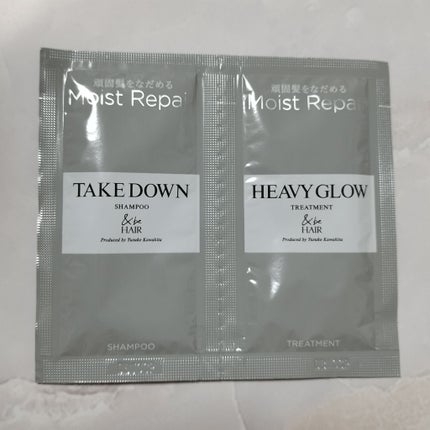 頑固髪をなだめる
Moist Repai
TAKE DOWN
SHAMPOO
&be
HAIR
Produced by Yusuke Kawakita
SHAMPOO
頑固髪をなだめる
Moist Repai
HEAVY GLOW
TREATMENT
&be
HAIR
Produced by Yusuke Kawakita
TREATMENT